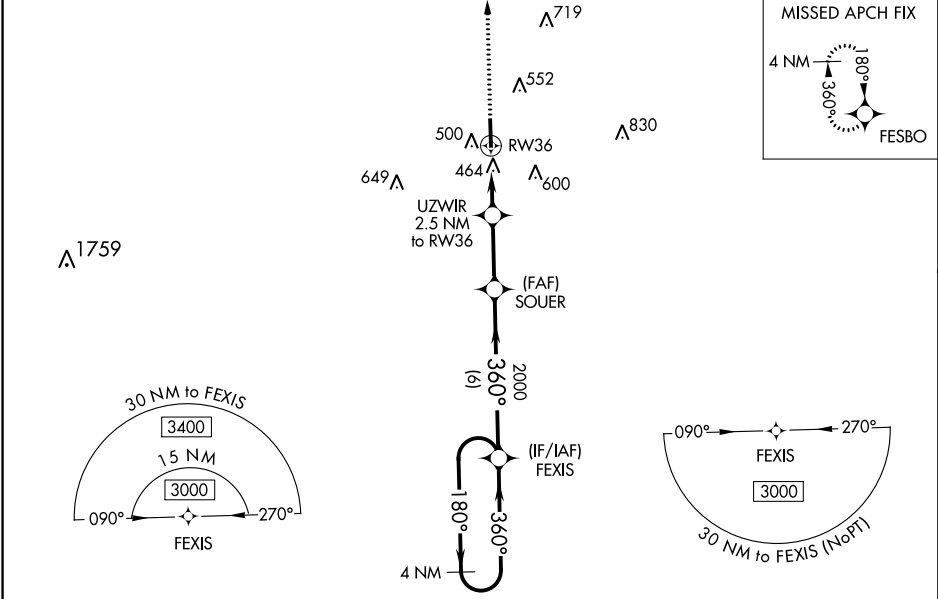 719
MISSED APCH FIX
4 NM
180°
360°
FESBO
552
830
500
RW36
464
600
649
UZWIR
2.5 NM
to RW36
1759
(FAF)
SOUER
2000
360°
(6)
30 NM to FEXIS
3400
15 NM
3000
090°
270°
FEXIS
(IF/IAF)
FEXIS
180°
360°
4 NM
090°
270°
FEXIS
3000
30 NM to FEXIS (NoPT)